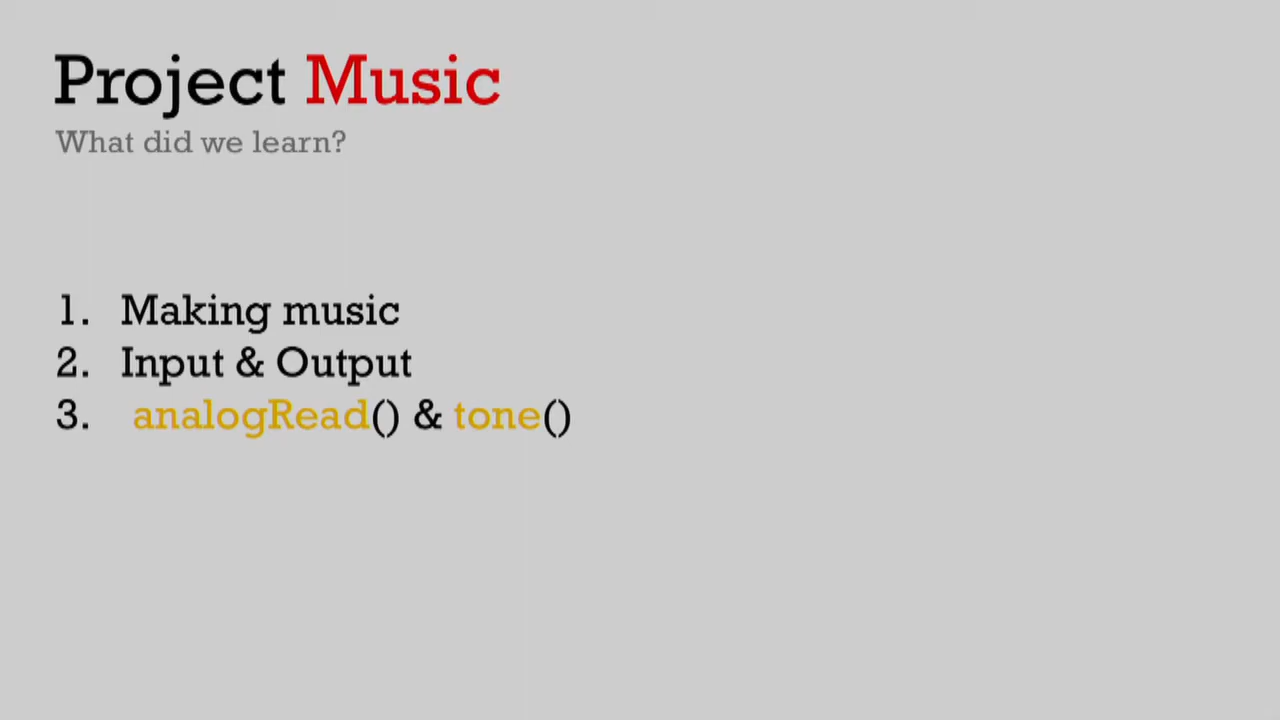 Project Music
What did we learn?
1. Making music
2. Input & Output
3. analogRead() & tone()